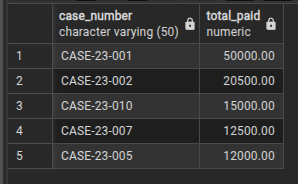 case_number total_paid
character varying (50) numeric
1 CASE-23-001 50000.00
2 CASE-23-002 20500.00
3 CASE-23-010 15000.00
4 CASE-23-007 12500.00
5 CASE-23-005 12000.00